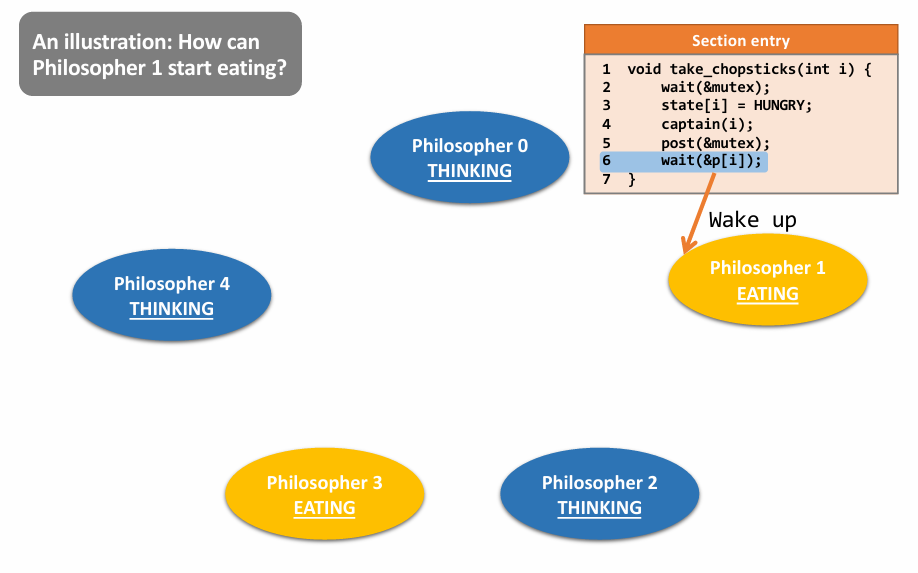 An illustration: How can
Philosopher 1 start eating?
Section entry
1 void take_chopsticks(int i) {
2     wait(&mutex);
3     state[i] = HUNGRY;
4     captain(i);
5     post(&mutex);
6     wait(&p[i]);
7 }
Philosopher 0
THINKING
Wake up
Philosopher 1
EATING
Philosopher 4
THINKING
Philosopher 3
EATING
Philosopher 2
THINKING